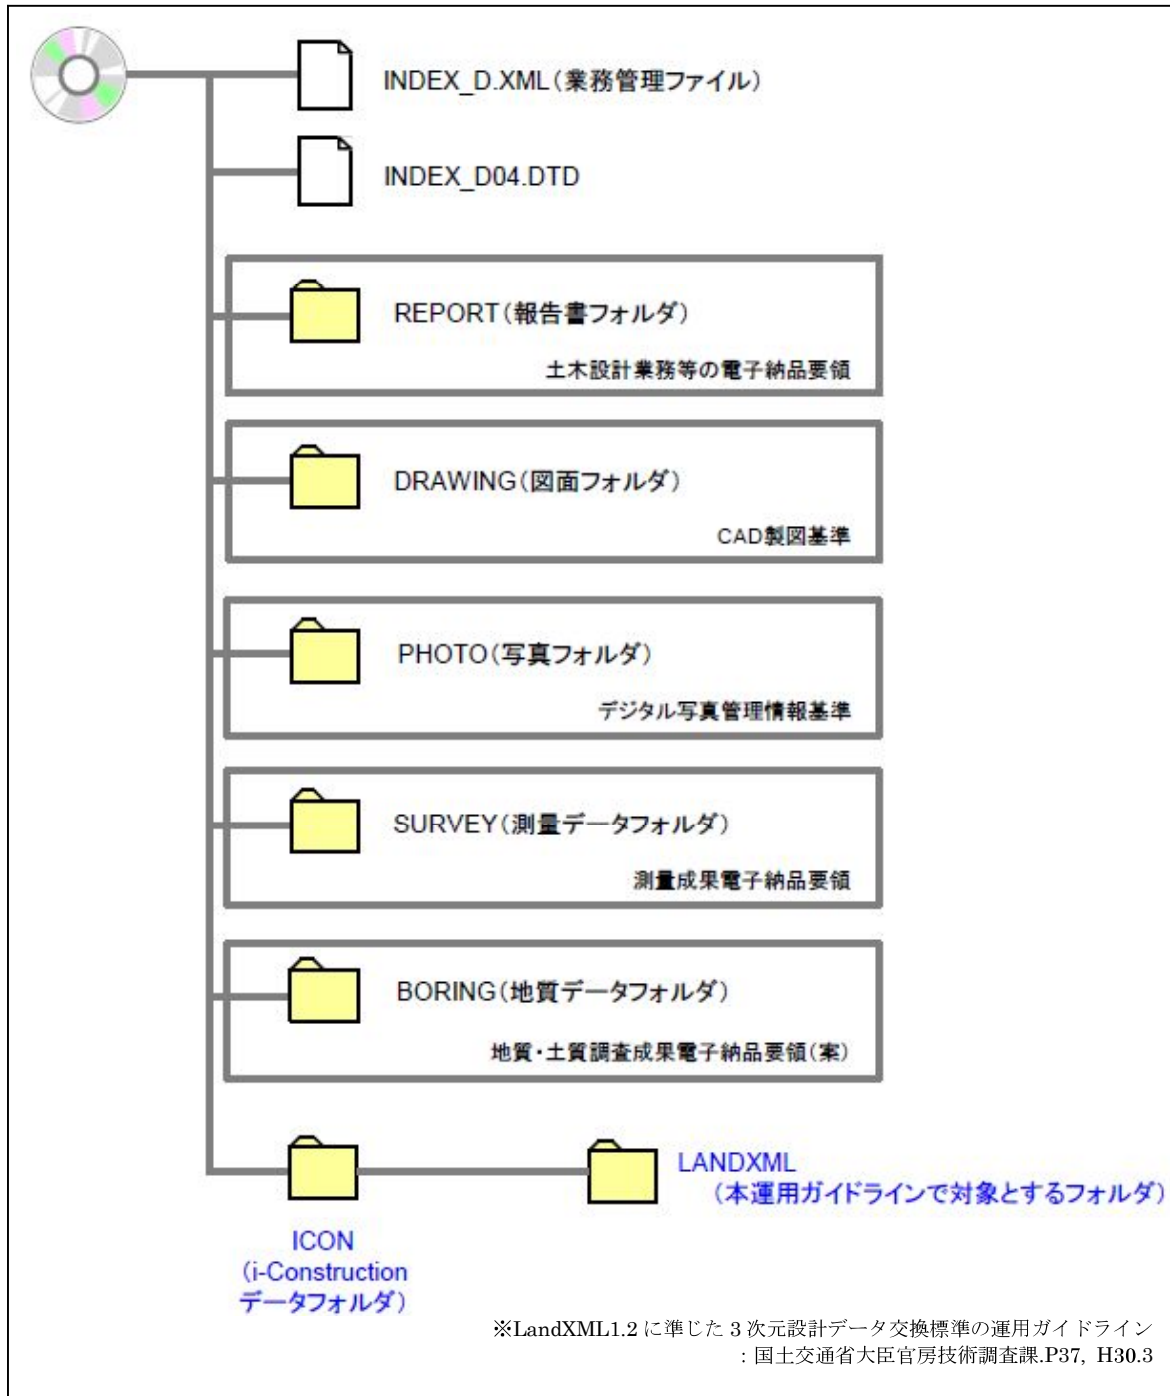 INDEX_D.XML(業務管理ファイル)
INDEX_D04.DTD
REPORT(報告書フォルダ)
土木設計業務等の電子納品要領
DRAWING(図面フォルダ)
CAD製図基準
PHOTO(写真フォルダ)
デジタル写真管理情報基準
SURVEY(測量データフォルダ)
測量成果電子納品要領
BORING(地質データフォルダ)
地質・土質調査成果電子納品要領(案)
LANDXML
(本運用ガイドラインで対象とするフォルダ)
ICON
(i-Construction
データフォルダ)
※LandXML1.2 に準じた 3 次元設計データ交換標準の運用ガイドライン
:国土交通省大臣官房技術調査課.P37, H30.3